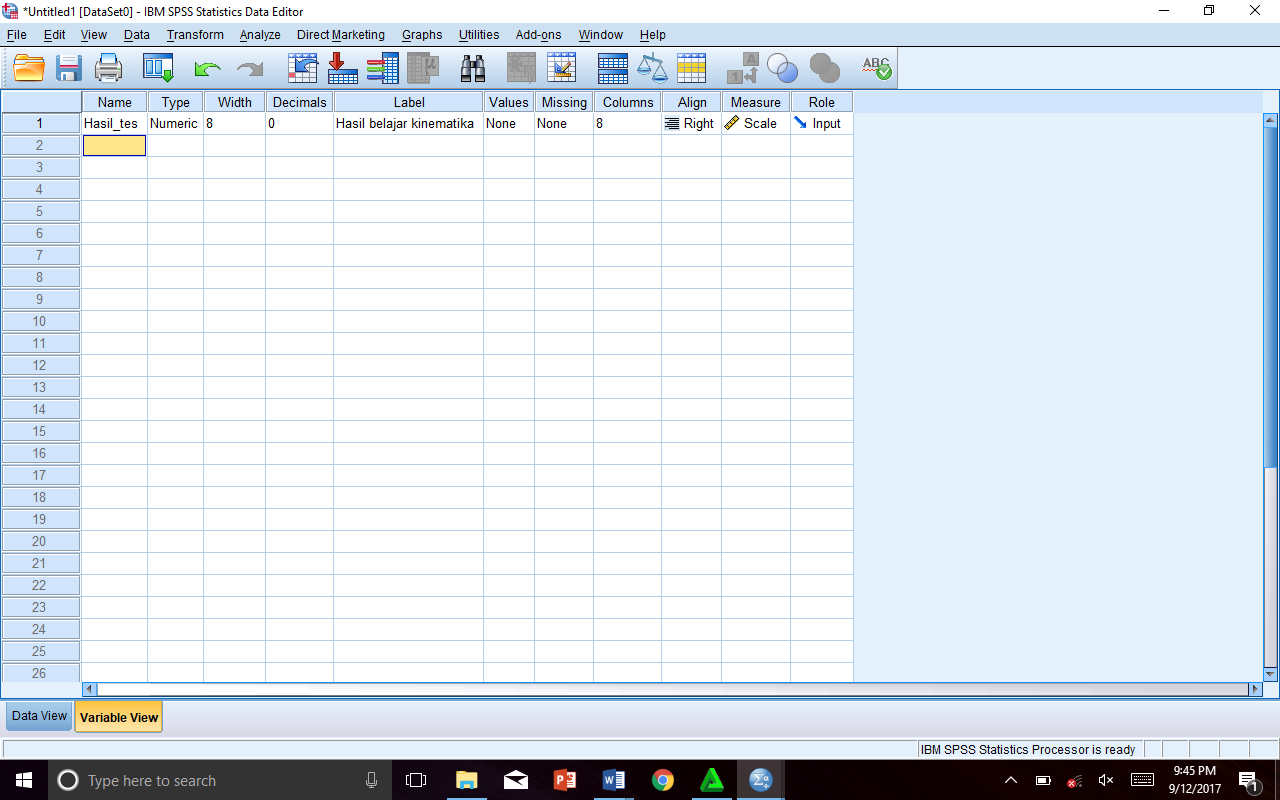 *Untitled1 [DataSet0] - IBM SPSS Statistics Data Editor
File Edit View Data Transform Analyze Direct Marketing Graphs Utilities Add-ons Window Help
1 A
A
μ
ABC
Name Type Width Decimals Label Values Missing Columns Align Measure Role
1 Hasil_tes Numeric 8 0 Hasil belajar kinematika None None 8 Right Scale Input
2
3
4
5
6
7
8
9
10
11
12
13
14
15
16
17
18
19
20
21
22
23
24
25
26
Data View Variable View
IBM SPSS Statistics Processor is ready
Type here to search
9:45 PM
9/12/2017
1